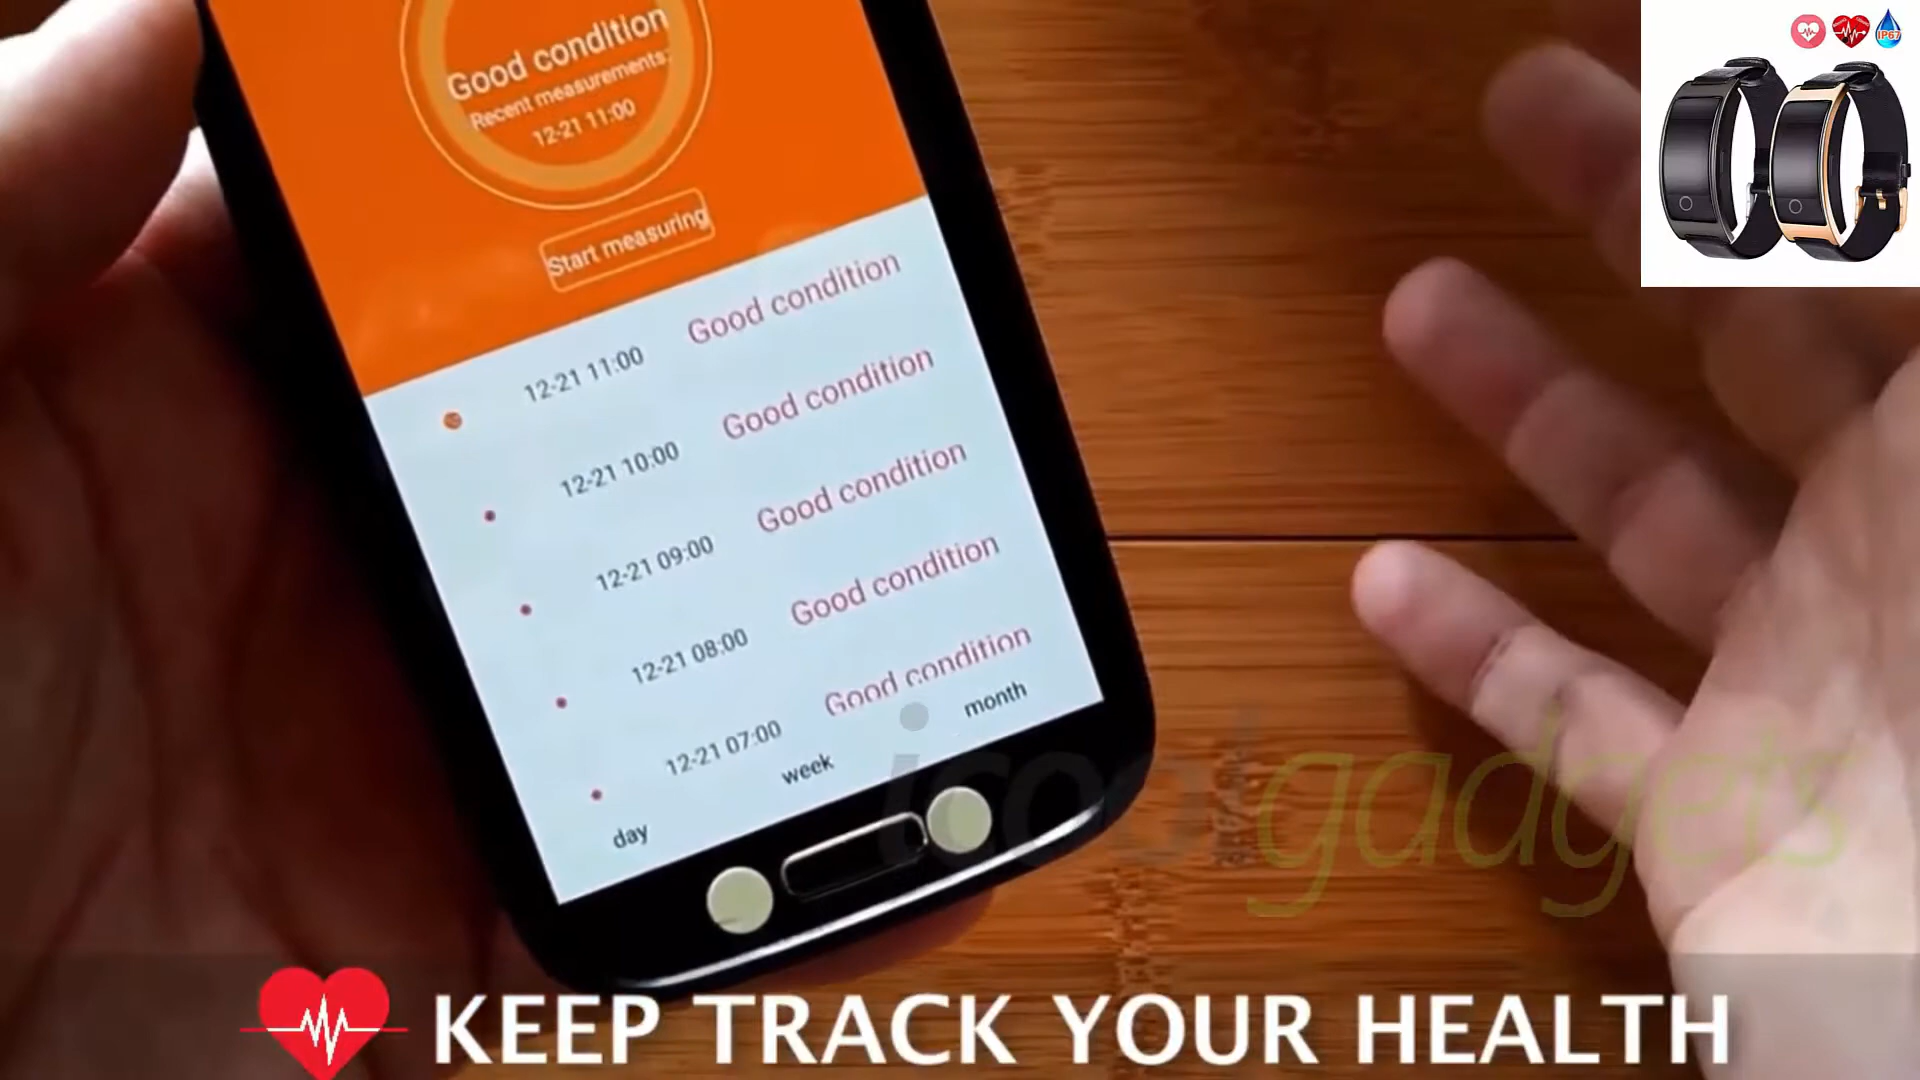 Good condition
Recent measurements:
12-21 11:00
Start measuring
12-21 11:00 Good condition
12-21 10:00 Good condition
12-21 09:00 Good condition
12-21 08:00 Good condition
12-21 07:00 Good condition
day week month
IP67
icon gadgets
KEEP TRACK YOUR HEALTH